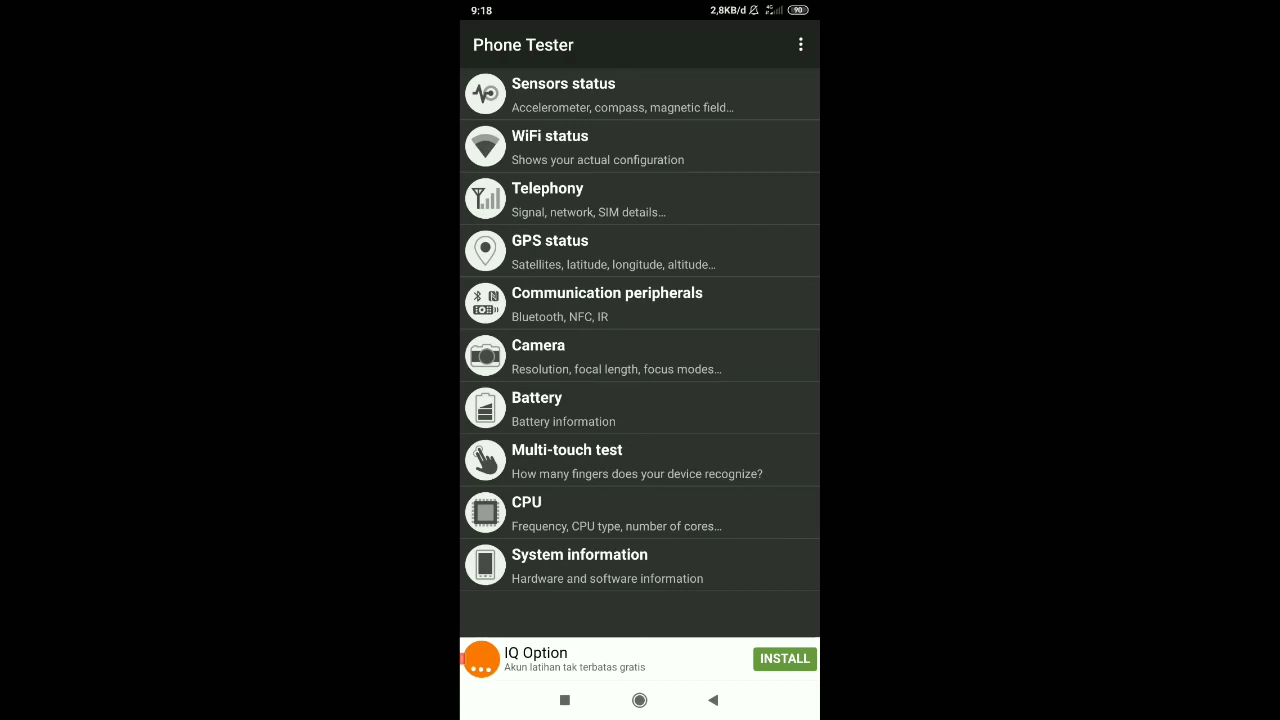 9:18
2,8KB/d
4G
90
Phone Tester
Sensors status
Accelerometer, compass, magnetic field...
WiFi status
Shows your actual configuration
Telephony
Signal, network, SIM details...
GPS status
Satellites, latitude, longitude, altitude...
Communication peripherals
Bluetooth, NFC, IR
Camera
Resolution, focal length, focus modes...
Battery
Battery information
Multi-touch test
How many fingers does your device recognize?
CPU
Frequency, CPU type, number of cores...
System information
Hardware and software information
IQ Option
Akun latihan tak terbatas gratis
INSTALL